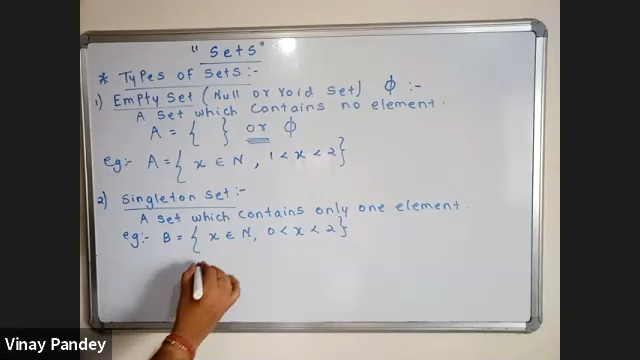 "Sets"
* Types of Sets:-
1) Empty Set (Null or Void Set) ϕ :-
A Set which contains no element.
A = { } or ϕ
eg:- A = { x ∈ N, 1 < x < 2 }
2) Singleton Set:-
A set which contains only one element.
eg:- B = { x ∈ N, 0 < x < 2 }
{
Vinay Pandey